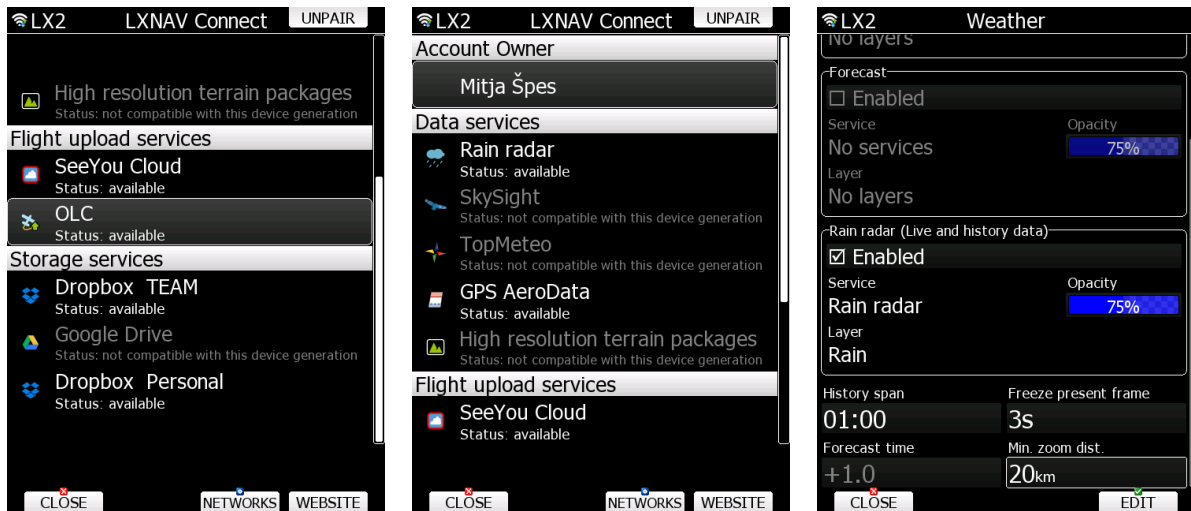 LX2 LXNAV Connect UNPAIR
High resolution terrain packages
Status: not compatible with this device generation
Flight upload services
SeeYou Cloud
Status: available
OLC
Status: available
Storage services
Dropbox TEAM
Status: available
Google Drive
Status: not compatible with this device generation
Dropbox Personal
Status: available
CLOSE NETWORKS WEBSITE
LX2 LXNAV Connect UNPAIR
Account Owner
Mitja Špes
Data services
Rain radar
Status: available
SkySight
Status: not compatible with this device generation
TopMeteo
Status: not compatible with this device generation
GPS AeroData
Status: available
High resolution terrain packages
Status: not compatible with this device generation
Flight upload services
SeeYou Cloud
Status: available
CLOSE NETWORKS WEBSITE
LX2 Weather
No layers
Forecast
Enabled
Service Opacity
No services 75%
Layer
No layers
Rain radar (Live and history data)
Enabled
Service Opacity
Rain radar 75%
Layer
Rain
History span Freeze present frame
01:00 3s
Forecast time Min. zoom dist.
+1.0 20km
CLOSE EDIT